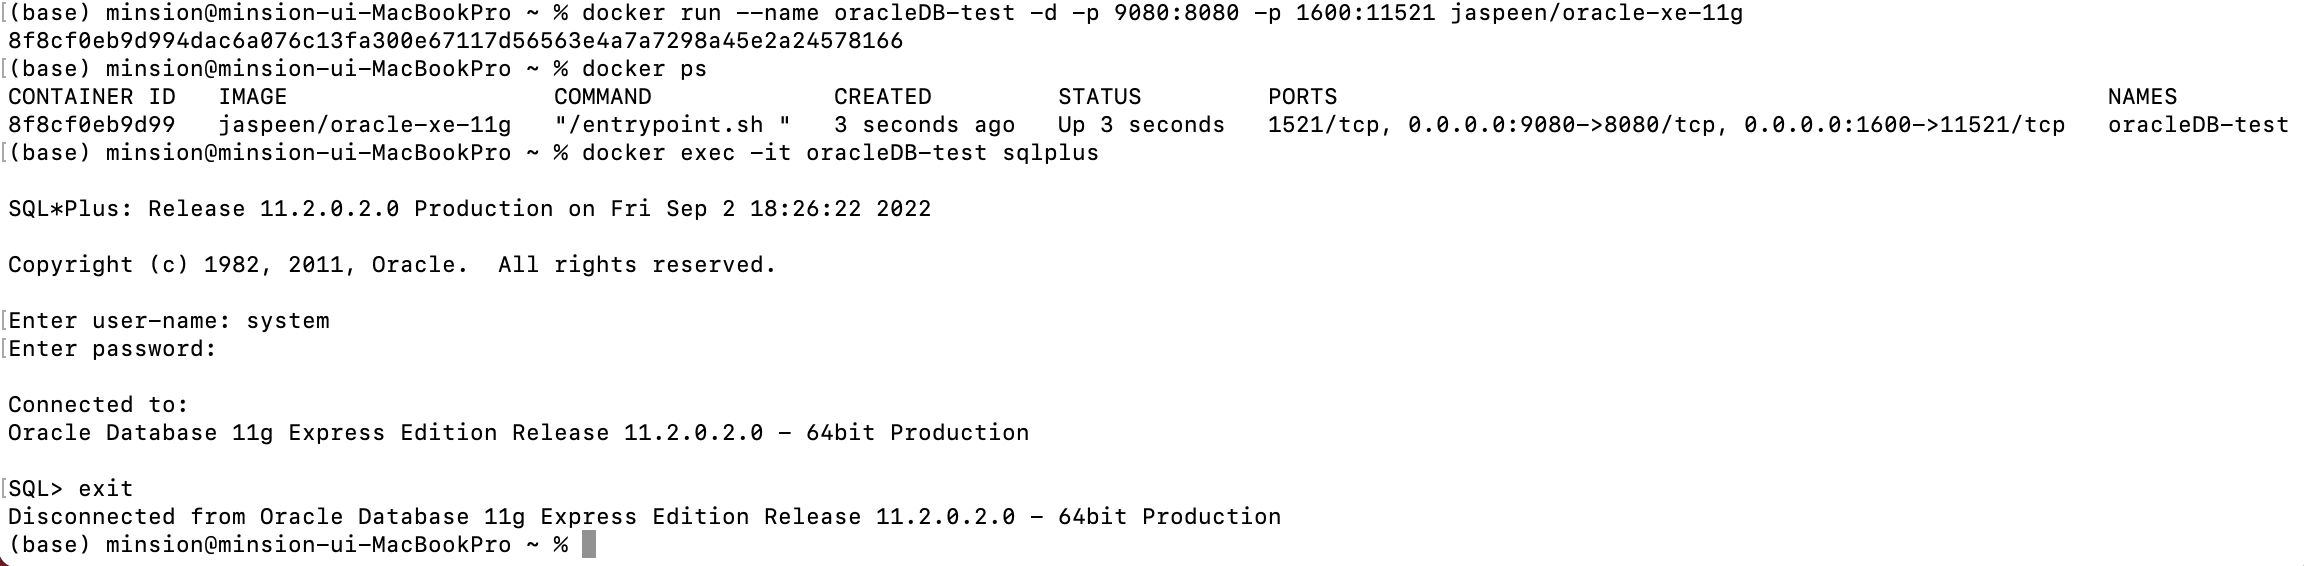 (base) minsion@minsion-ui-MacBookPro ~ % docker run --name oracleDB-test -d -p 9080:8080 -p 1600:11521 jaspeen/oracle-xe-11g
8f8cf0eb9d994dac6a076c13fa300e67117d56563e4a7a7298a45e2a24578166
[(base) minsion@minsion-ui-MacBookPro ~ % docker ps
CONTAINER ID   IMAGE                   COMMAND             CREATED         STATUS         PORTS                                                       NAMES
8f8cf0eb9d99   jaspeen/oracle-xe-11g   "/entrypoint.sh "   3 seconds ago   Up 3 seconds   1521/tcp, 0.0.0.0:9080->8080/tcp, 0.0.0.0:1600->11521/tcp   oracleDB-test
[(base) minsion@minsion-ui-MacBookPro ~ % docker exec -it oracleDB-test sqlplus
SQL*Plus: Release 11.2.0.2.0 Production on Fri Sep 2 18:26:22 2022
Copyright (c) 1982, 2011, Oracle.  All rights reserved.
[Enter user-name: system
[Enter password:
Connected to:
Oracle Database 11g Express Edition Release 11.2.0.2.0 - 64bit Production
[SQL> exit
Disconnected from Oracle Database 11g Express Edition Release 11.2.0.2.0 - 64bit Production
(base) minsion@minsion-ui-MacBookPro ~ %